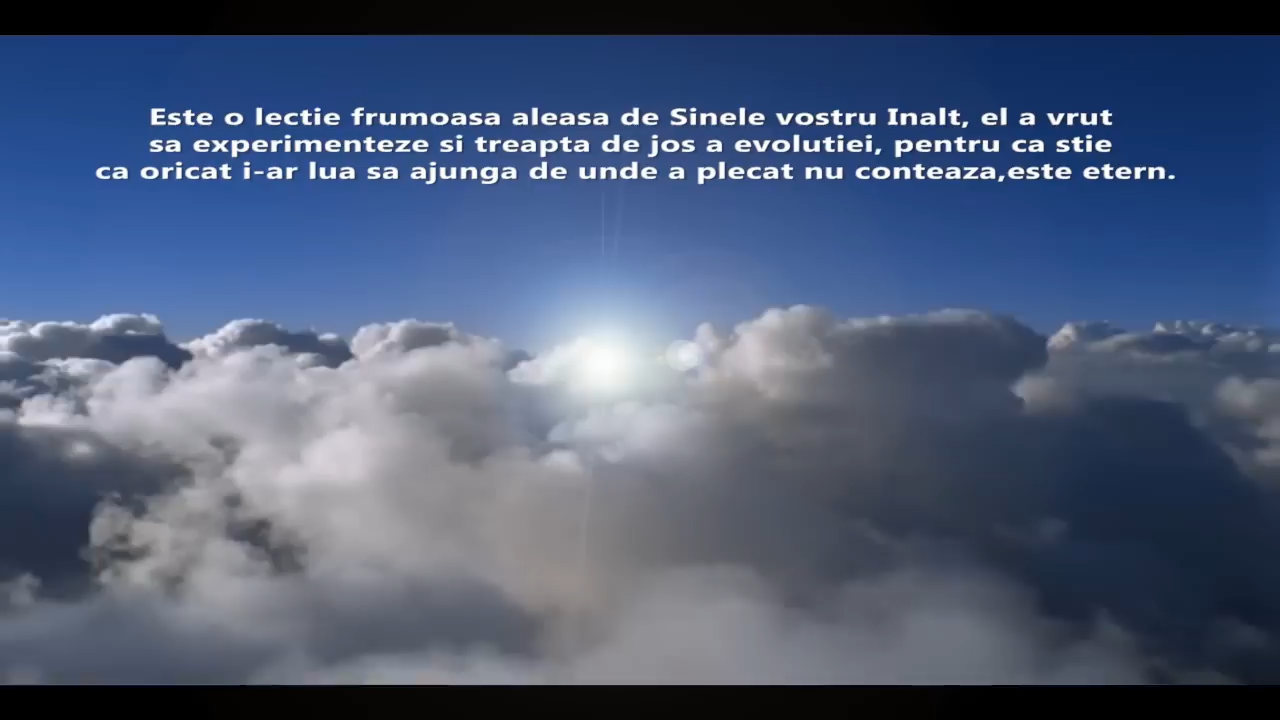 Este o lectie frumoasa aleasa de Sinele vostru Inalt, el a vrut
sa experimenteze si treapta de jos a evolutiei, pentru ca stie
ca oricat i-ar lua sa ajunga de unde a plecat nu conteaza,este etern.